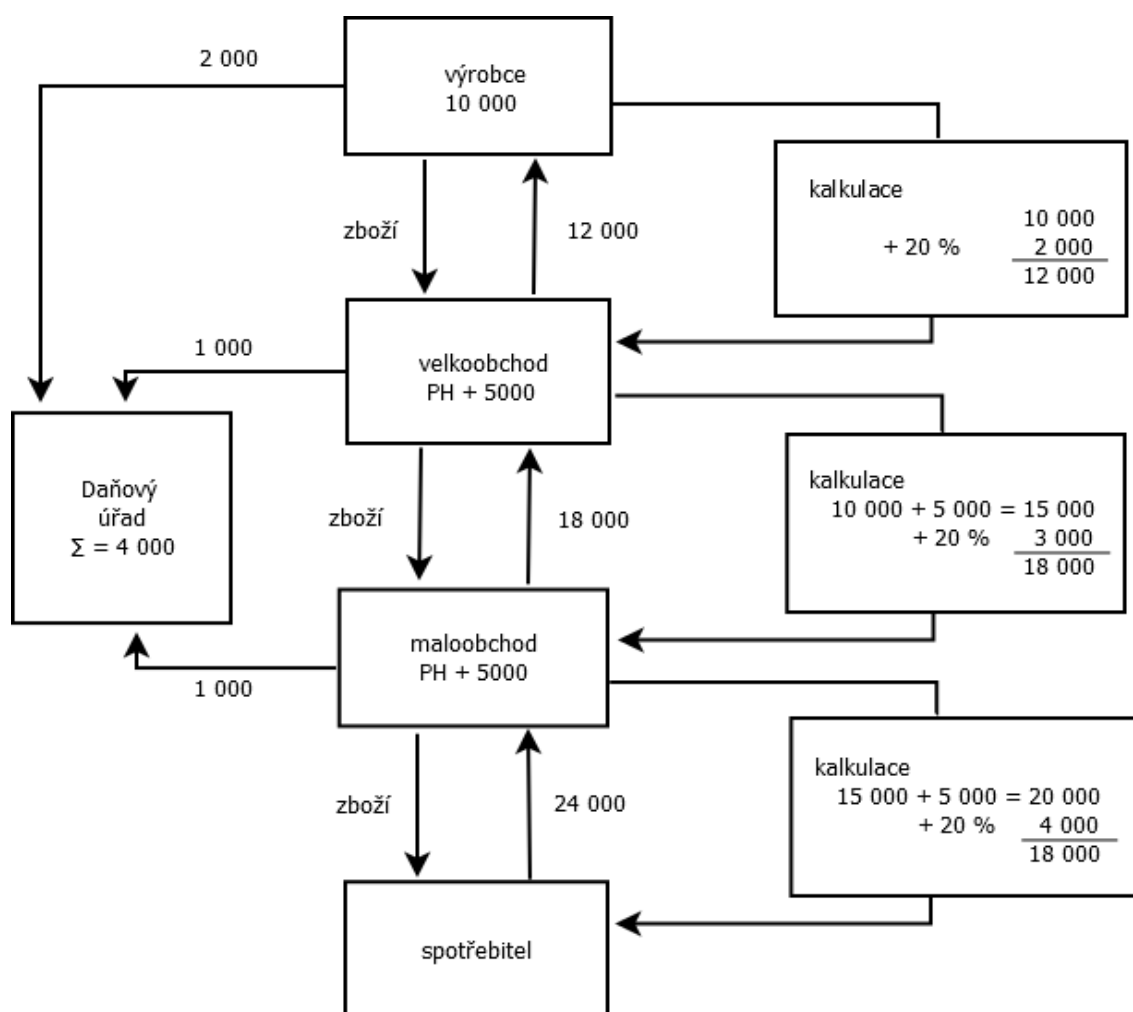 2 000
výrobce
10 000
kalkulace
10 000
+ 20 % 2 000
12 000
zboží
12 000
1 000
velkoobchod
PH + 5000
Daňový
úřad
Σ = 4 000
kalkulace
10 000 + 5 000 = 15 000
+ 20 % 3 000
18 000
zboží
18 000
maloobchod
PH + 5000
1 000
kalkulace
15 000 + 5 000 = 20 000
+ 20 % 4 000
18 000
zboží
24 000
spotřebitel